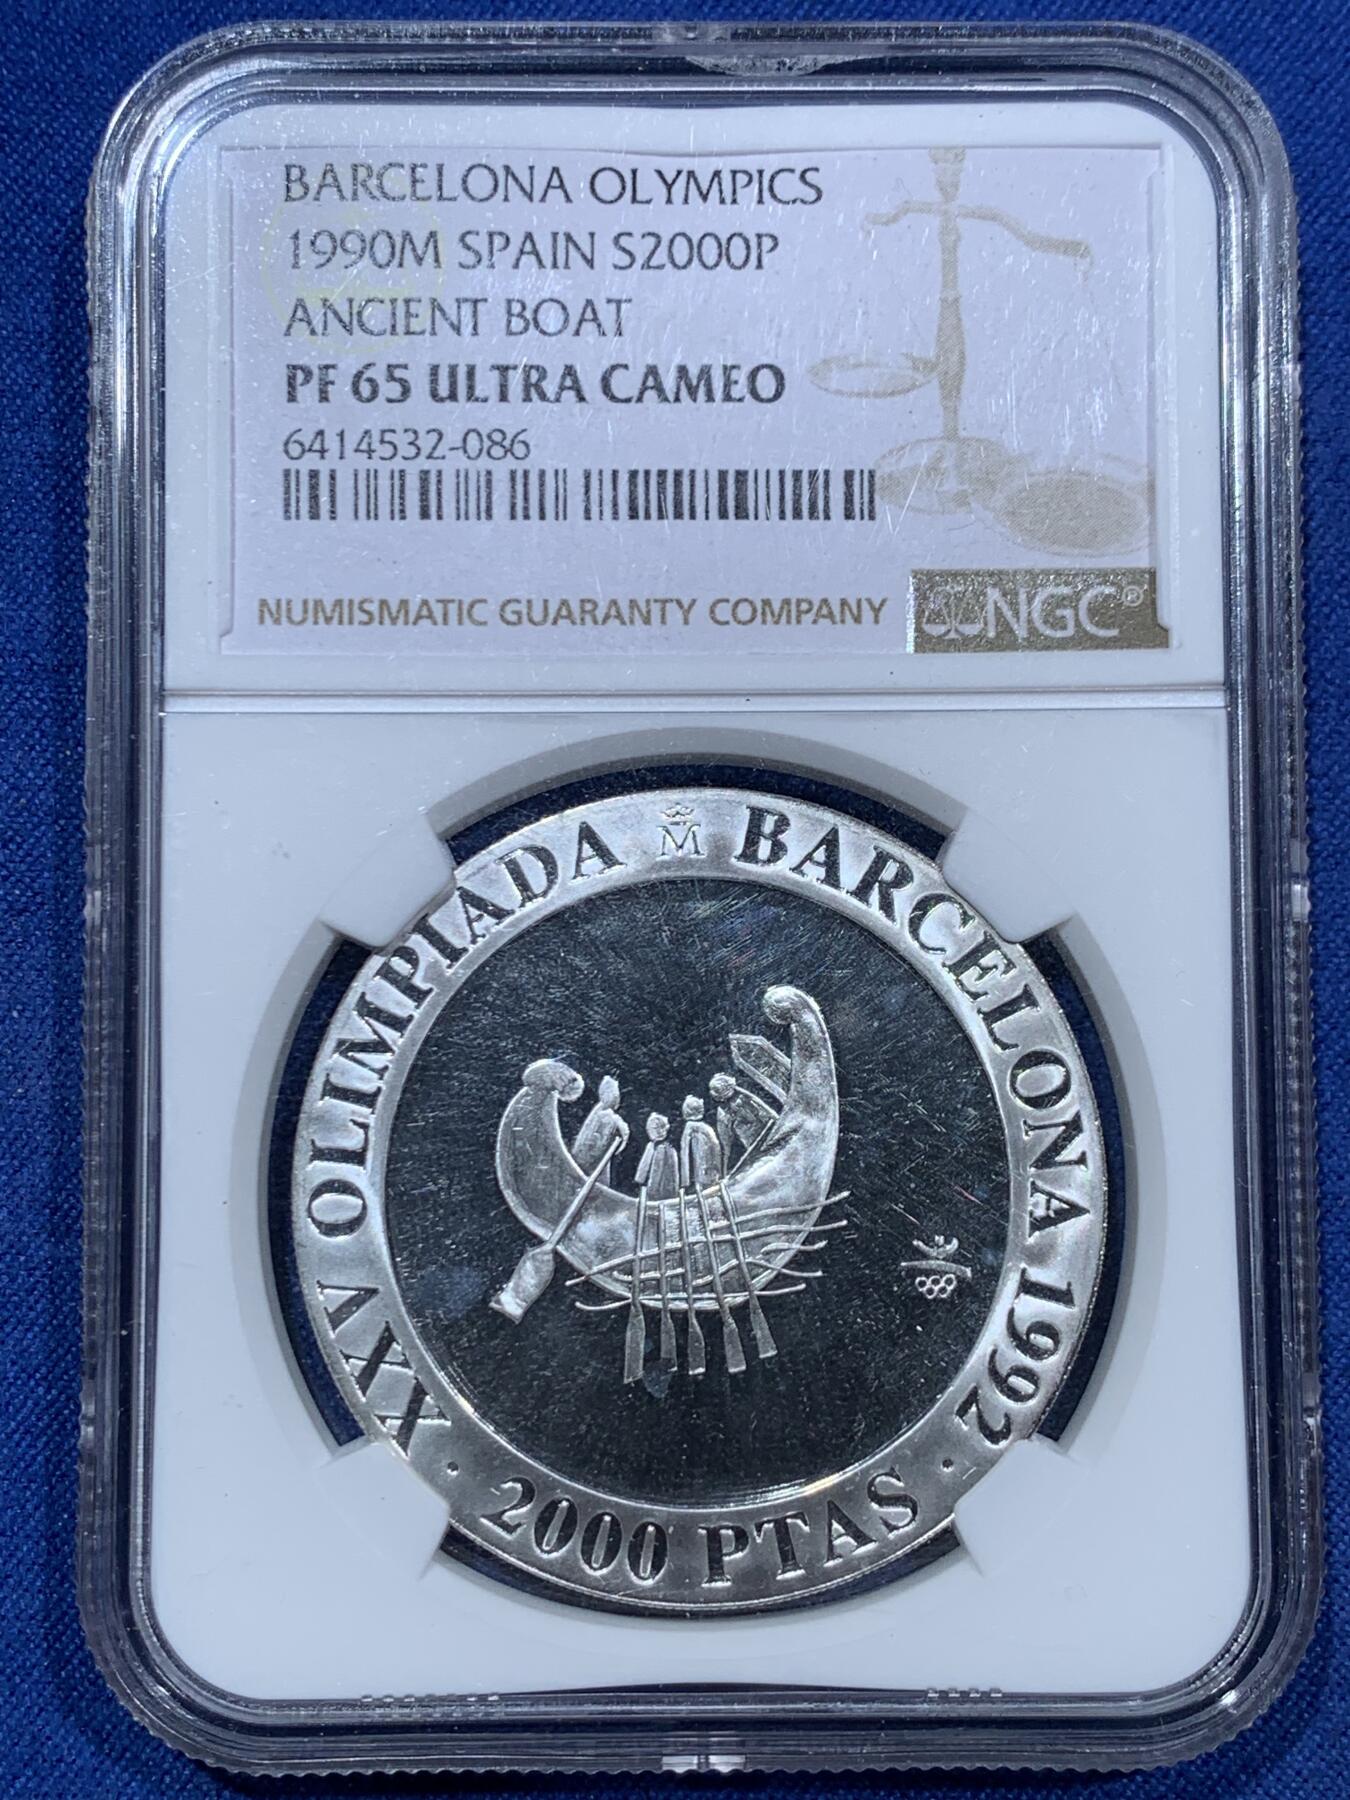 BARCELONA OLYMPICS
1990M SPAIN S2000P
ANCIENT BOAT
PF 65 ULTRA CAMEO
6414532-086
NUMISMATIC GUARANTY COMPANY
NGC®
M
XXV OLIMPIADA
BARCELONA 1992
· 2000 PTAS ·